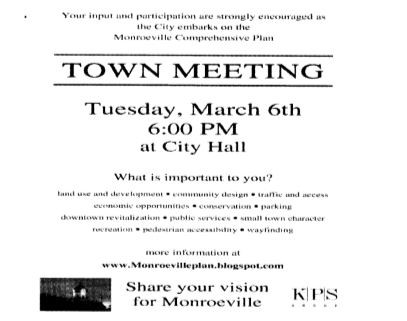 Your input and participation are strongly encouraged as
the City embarks on the
Monroeville Comprehensive Plan
TOWN MEETING
Tuesday, March 6th
6:00 PM
at City Hall
What is important to you?
land use and development • community design • traffic and access
economic opportunities • conservation • parking
downtown revitalization • public services • small town character
recreation • pedestrian accessibility • wayfinding
more information at
www.Monroevilleplan.blogspot.com
Share your vision
for Monroeville
KPS
GROUP